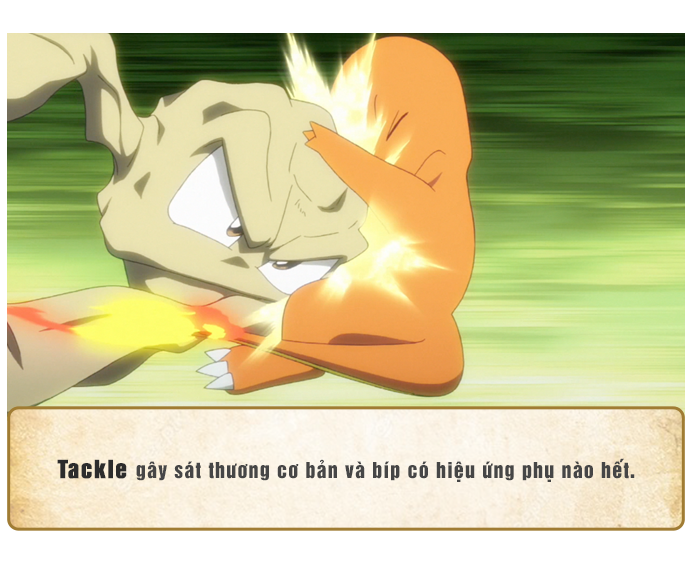 Tackle gây sát thương cơ bản và bíp có hiệu ứng phụ nào hết.